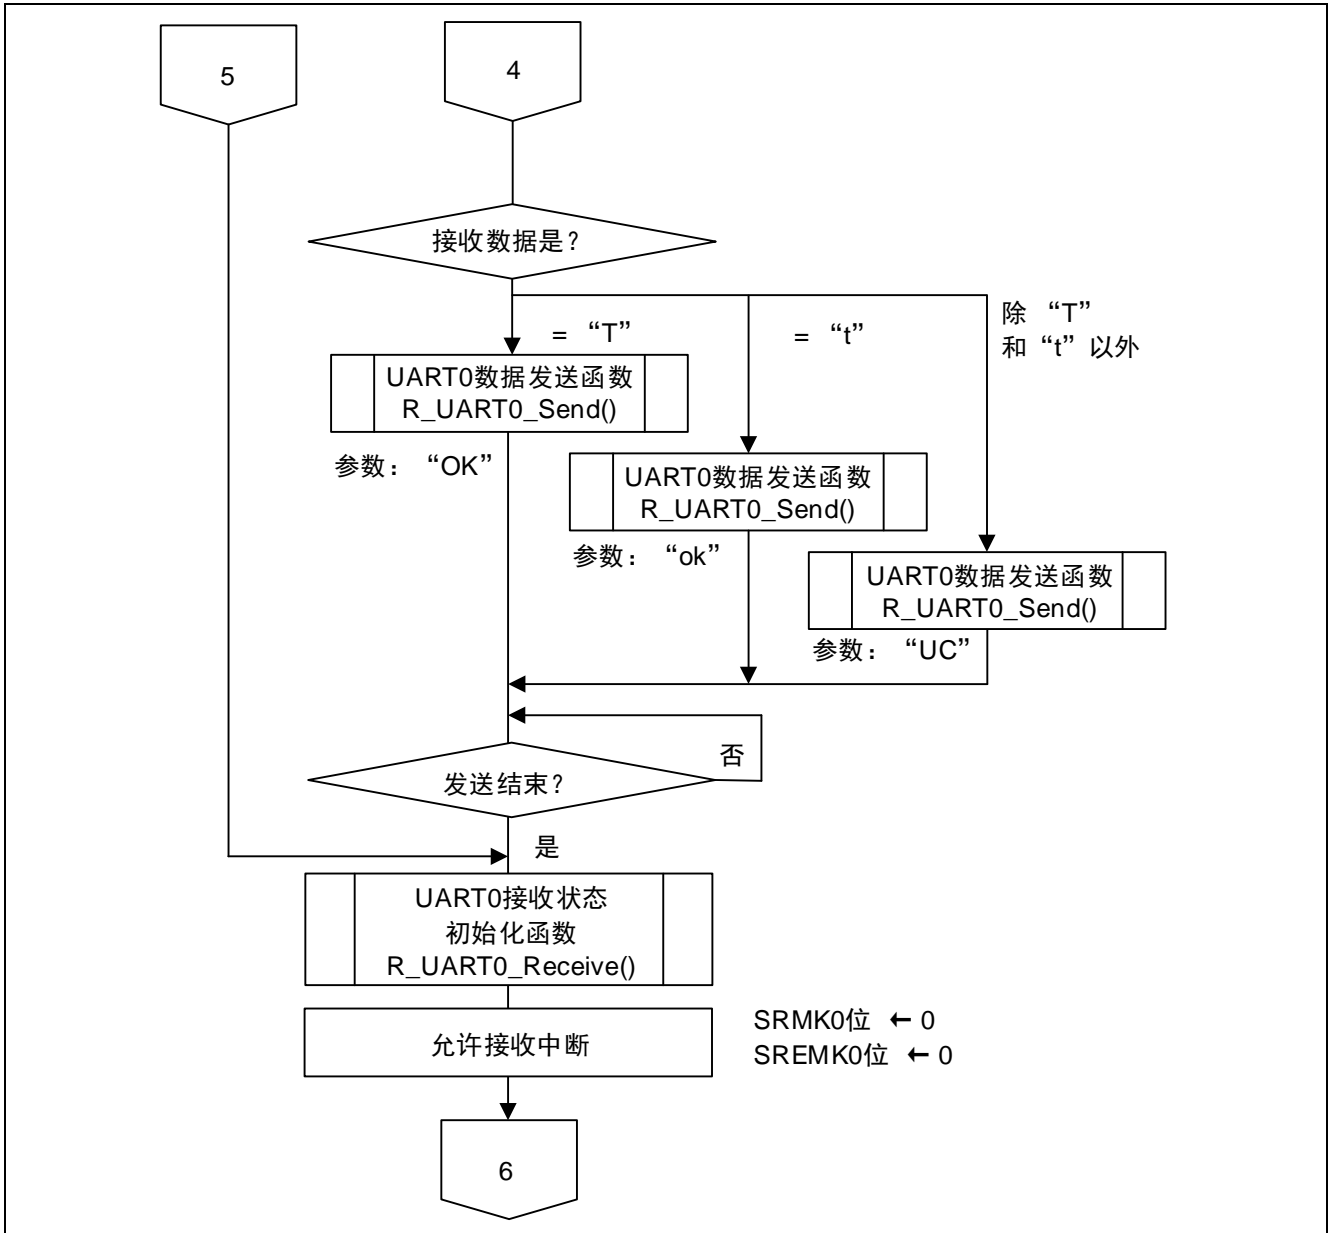 5
4
接收数据是?
= “T”
= “t”
除 “T”
和 “t” 以外
UART0数据发送函数
R_UART0_Send()
参数: “OK”
UART0数据发送函数
R_UART0_Send()
参数: “ok”
UART0数据发送函数
R_UART0_Send()
参数: “UC”
否
发送结束?
是
UART0接收状态
初始化函数
R_UART0_Receive()
允许接收中断
SRMK0位 ← 0
SREMK0位 ← 0
6